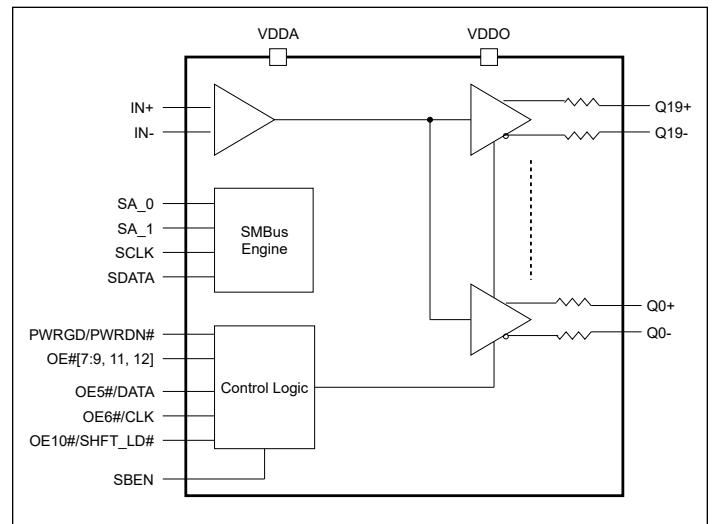 VDDA
VDDO
IN+
IN-
Q19+
Q19-
SA_0
SA_1
SCLK
SDATA
SMBus
Engine
Q0+
Q0-
PWRGD/PWRDN#
OE#[7:9, 11, 12]
OE5#/DATA
OE6#/CLK
OE10#/SHFT_LD#
Control Logic
SBEN